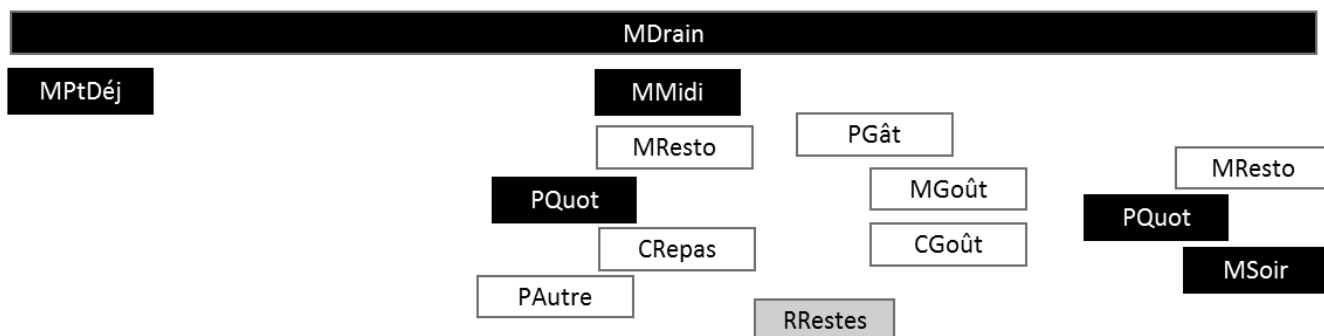 MDrain
MPtDéj
MMidi
MResto
PGât
MResto
PQuot
MGoût
PQuot
CRepas
CGoût
MSoir
PAutre
RRestes